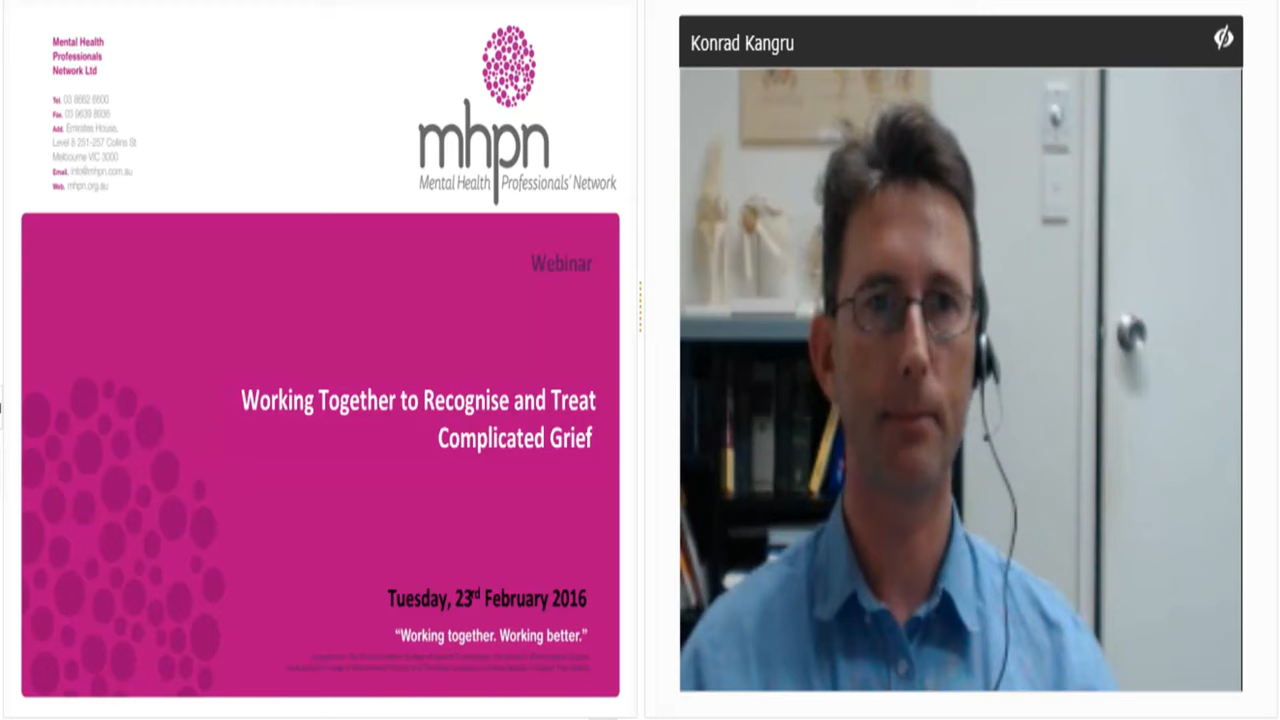 Mental Health
Professionals
Network Ltd
Tel. 03 8662 6600
Fax. 03 9639 8936
Add. Emirates House,
Level 8 251-257 Collins St
Melbourne VIC 3000
Email. info@mhpn.com.au
Web. mhpn.org.au
mhpn
Mental Health Professionals' Network
Webinar
Working Together to Recognise and Treat
Complicated Grief
Tuesday, 23rd February 2016
“Working together. Working better.”
Konrad Kangru